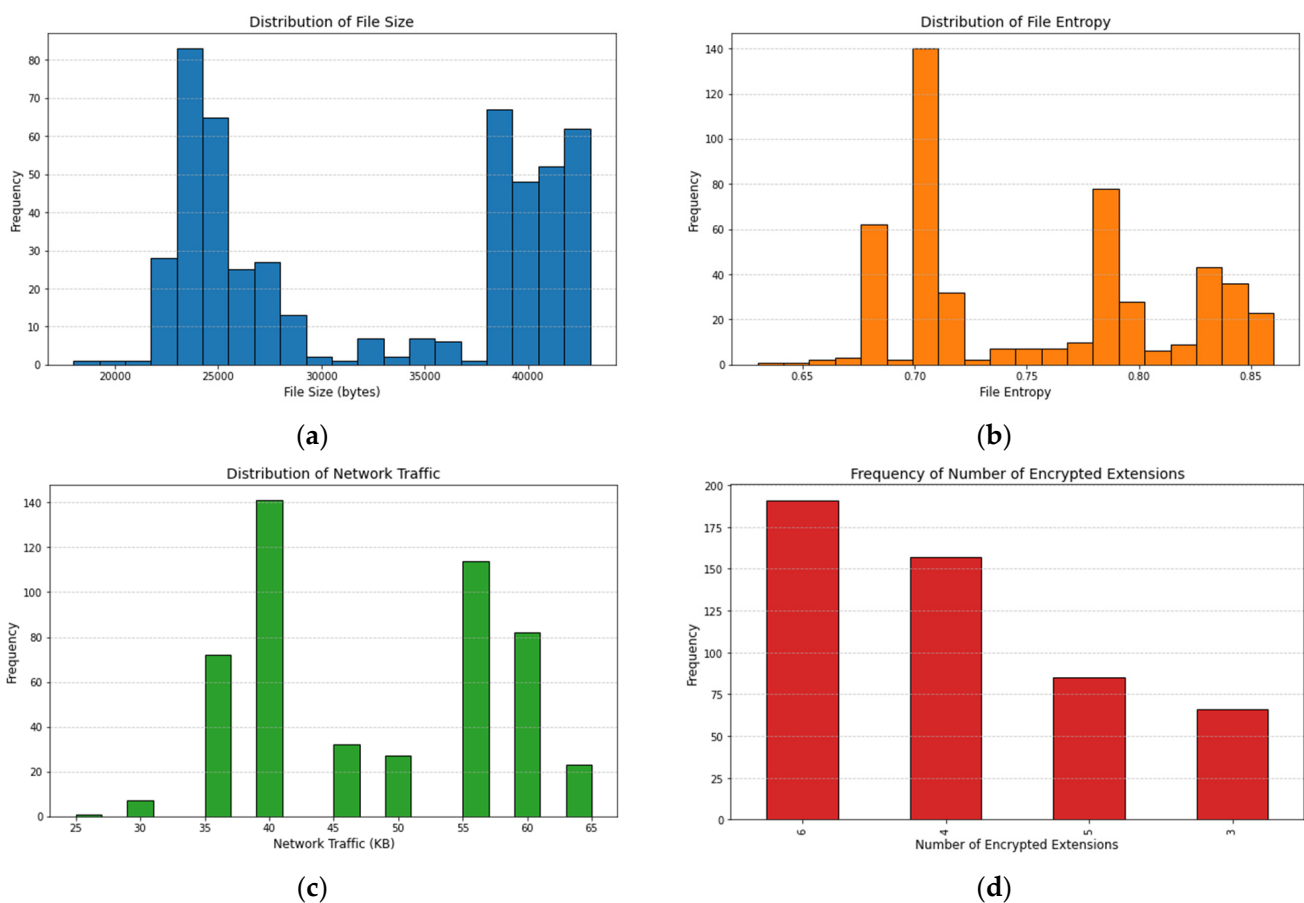 Distribution of File Size
80
70
60
50
40
30
20
10
0
Frequency
20000 25000 30000 35000 40000
File Size (bytes)
(a)
Distribution of File Entropy
140
120
100
80
60
40
20
0
Frequency
0.65 0.70 0.75 0.80 0.85
File Entropy
(b)
Distribution of Network Traffic
140
120
100
80
60
40
20
0
Frequency
25 30 35 40 45 50 55 60 65
Network Traffic (KB)
(c)
Frequency of Number of Encrypted Extensions
200
175
150
125
100
75
50
25
0
Frequency
6 4 5 3
Number of Encrypted Extensions
(d)